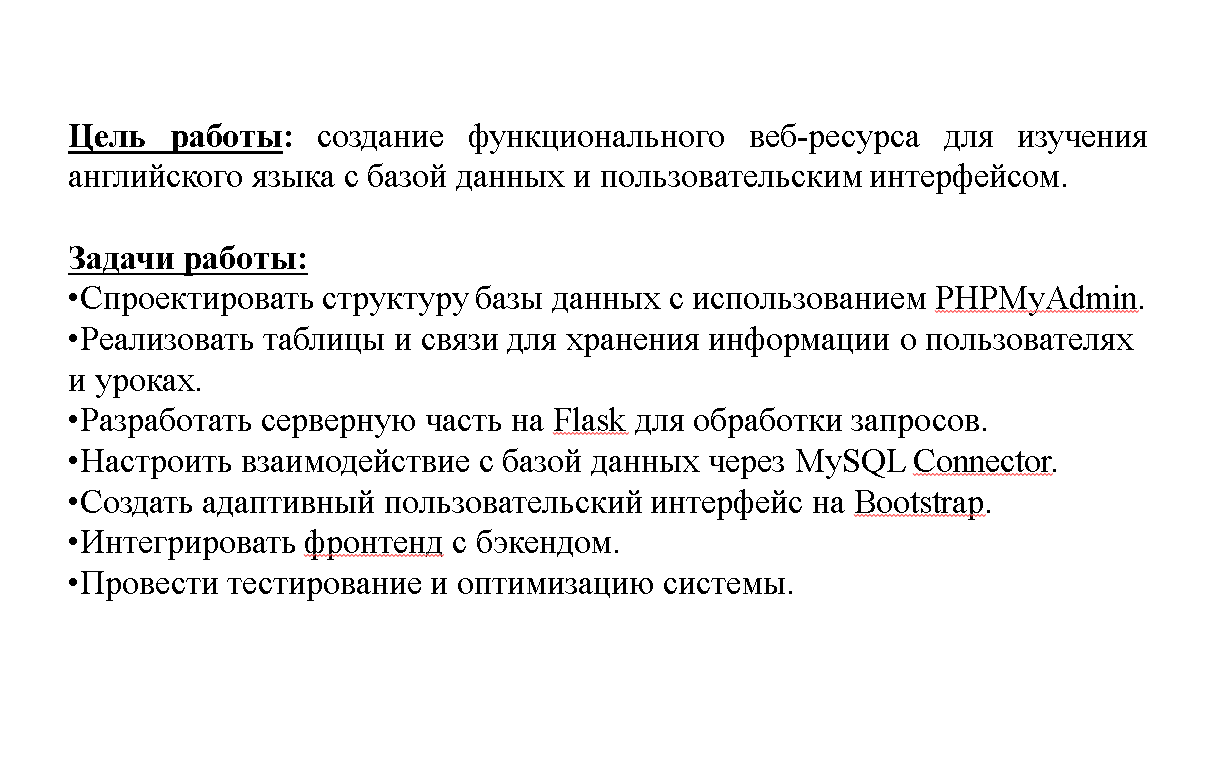 Цель работы: создание функционального веб-ресурса для изучения
английского языка с базой данных и пользовательским интерфейсом.
Задачи работы:
•Спроектировать структуру базы данных с использованием PHPMyAdmin.
•Реализовать таблицы и связи для хранения информации о пользователях
и уроках.
•Разработать серверную часть на Flask для обработки запросов.
•Настроить взаимодействие с базой данных через MySQL Connector.
•Создать адаптивный пользовательский интерфейс на Bootstrap.
•Интегрировать фронтенд с бэкендом.
•Провести тестирование и оптимизацию системы.